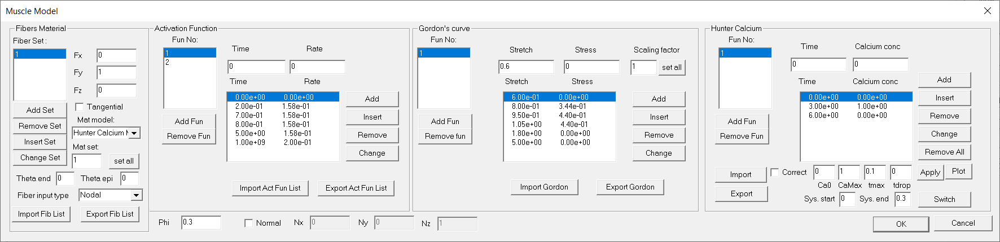 Muscle Model
Fibers Material
Fiber Set :
1
Fx 0
Fy 1
Fz 0
Add Set
Remove Set
Insert Set
Change Set
Tangential
Mat model:
Hunter Calcium
Mat set:
1
set all
Theta end 0 Theta epi 0
Fiber input type Nodal
Import Fib List Export Fib List
Activation Function
Fun No:
1
2
Add Fun
Remove Fun
Time Rate
0 0
Time Rate
0.00e+00 0.00e+00
2.00e-01 1.58e-01
7.00e-01 1.58e-01
8.00e-01 1.58e-01
5.00e+00 1.58e-01
1.00e+09 2.00e-01
Add
Insert
Remove
Change
Import Act Fun List Export Act Fun List
Gordon's curve
Fun No:
1
Add Fun
Remove fun
Stretch Stress Scaling factor
0.6 0 1 set all
Stretch Stress
6.00e-01 0.00e+00
8.00e-01 3.44e-01
9.50e-01 4.40e-01
1.05e+00 4.40e-01
1.80e+00 0.00e+00
5.00e+00 0.00e+00
Add
Insert
Remove
Change
Import Gordon Export Gordon
Hunter Calcium
Fun No:
1
Add Fun
Remove Fun
Time Calcium conc
0 0
Time Calcium conc
0.00e+00 0.00e+00
3.00e+00 1.00e+00
6.00e+00 0.00e+00
Add
Insert
Remove
Change
Remove All
Import
Export
Correct 0 1 0.1 0 Apply Plot
Ca0 CaMax tmax tdrop
Sys. start 0 Sys. end 0.3 Switch
Phi 0.3 Normal Nx 0 Ny 0 Nz 1
OK Cancel